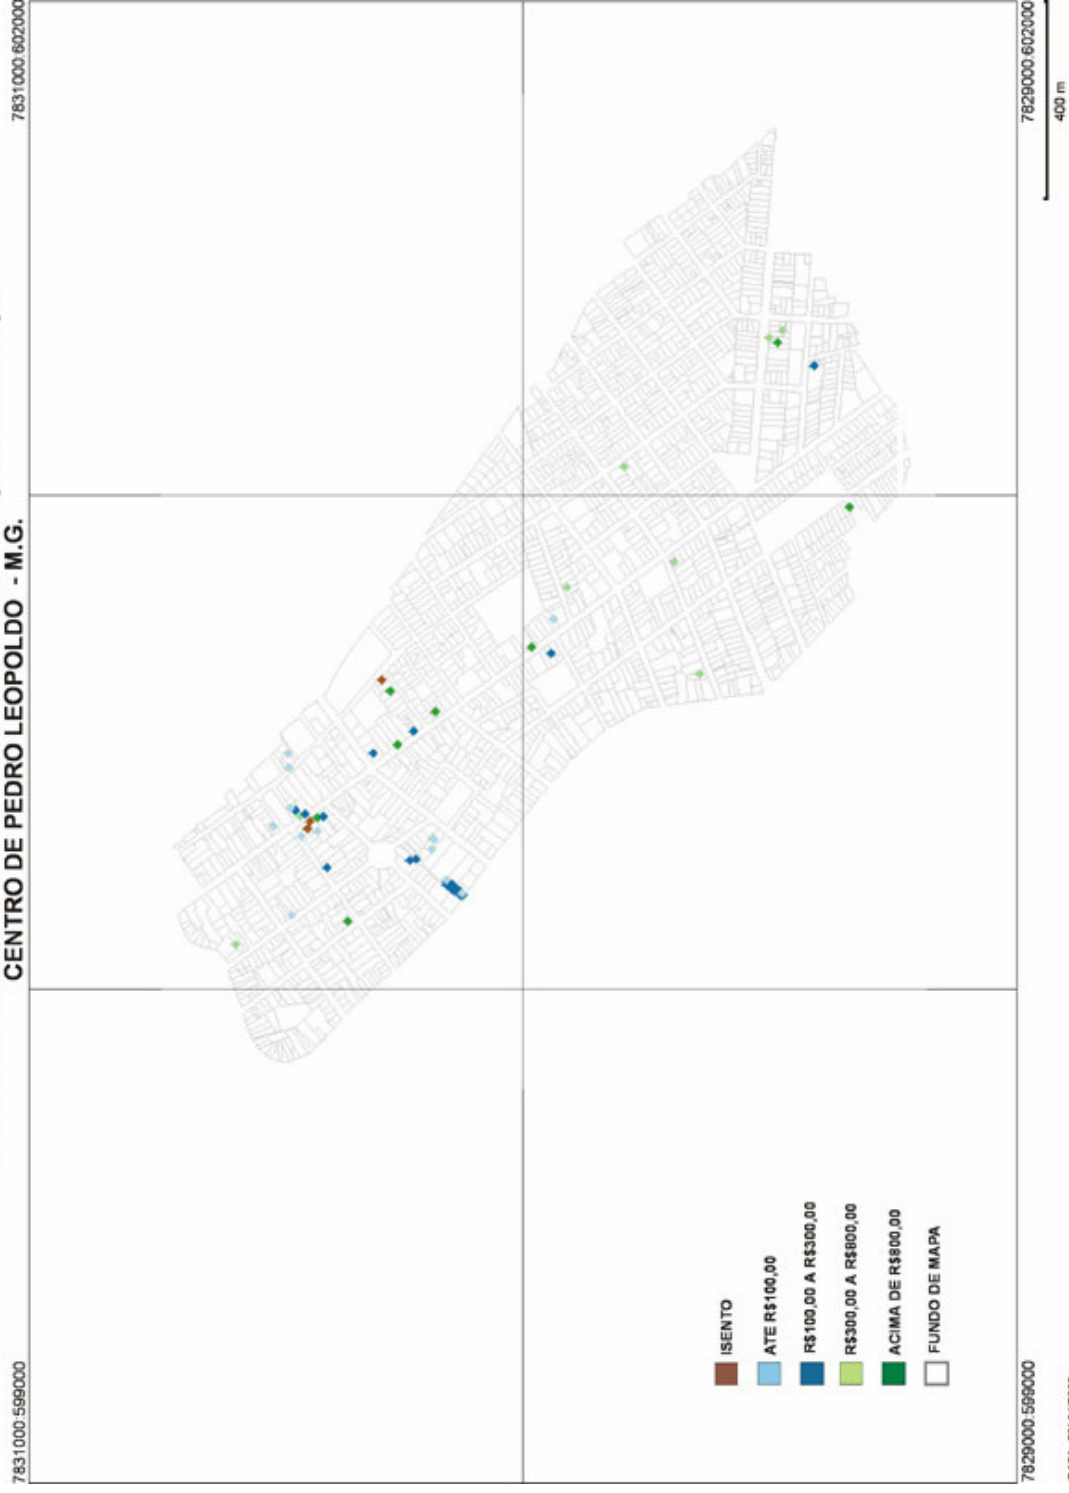 CENTRO DE PEDRO LEOPOLDO - M.G.
7831000:599000
7831000:602000
ISENTO
ATE R$100,00
R$100,00 A R$300,00
R$300,00 A R$800,00
ACIMA DE R$800,00
FUNDO DE MAPA
7829000:599000
7829000:602000
400 m